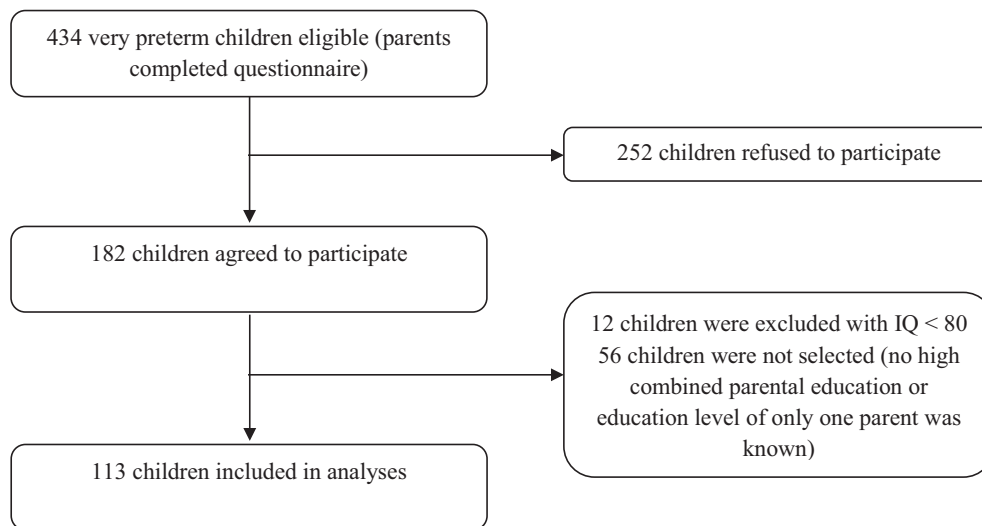 434 very preterm children eligible (parents
completed questionnaire)
252 children refused to participate
182 children agreed to participate
12 children were excluded with IQ < 80
56 children were not selected (no high
combined parental education or
education level of only one parent was
known)
113 children included in analyses